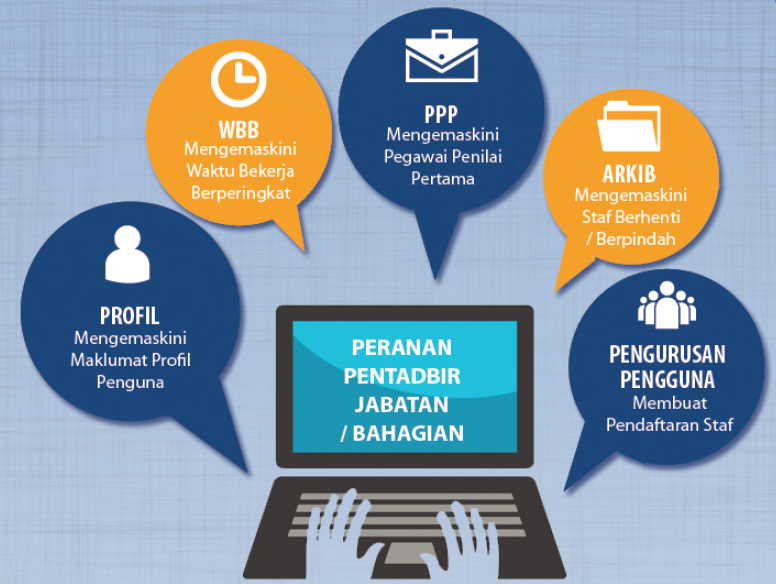 WBB
Mengemaskini
Waktu Bekerja
Berperingkat
PPP
Mengemaskini
Pegawai Penilai
Pertama
ARKIB
Mengemaskini
Staf Berhenti
/ Berpindah
PROFIL
Mengemaskini
Maklumat Profil
Penguna
PERANAN
PENTADBIR
JABATAN
/ BAHAGIAN
PENGURUSAN
PENGGUNA
Membuat
Pendaftaran Staf